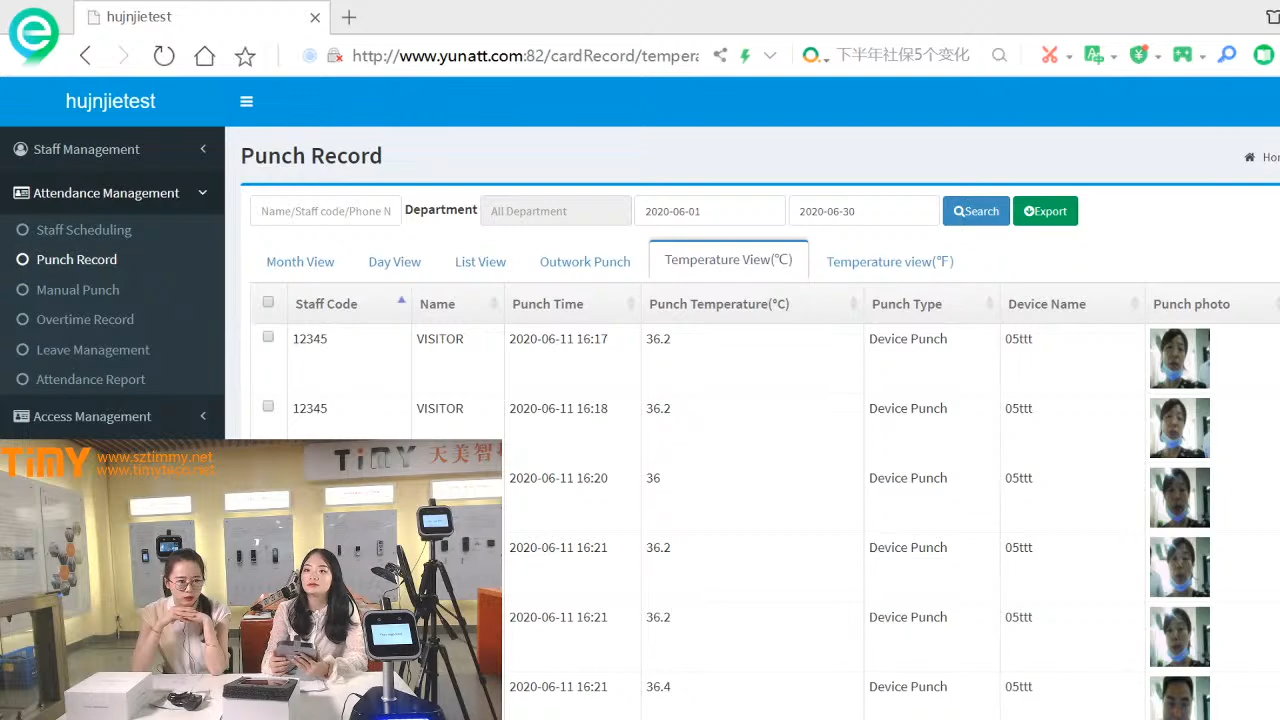 hujnjietest
http://www.yunatt.com:82/cardRecord/tempera
下半年社保5个变化
hujnjietest
Staff Management
Attendance Management
Staff Scheduling
Punch Record
Manual Punch
Overtime Record
Leave Management
Attendance Report
Access Management
Punch Record
Hom
Name/Staff code/Phone N
Department
All Department
2020-06-01
2020-06-30
Search
Export
Month View
Day View
List View
Outwork Punch
Temperature View(℃)
Temperature view(℉)
Staff Code Name Punch Time Punch Temperature(°C) Punch Type Device Name Punch photo
12345 VISITOR 2020-06-11 16:17 36.2 Device Punch 05ttt
12345 VISITOR 2020-06-11 16:18 36.2 Device Punch 05ttt
2020-06-11 16:20 36 Device Punch 05ttt
2020-06-11 16:21 36.2 Device Punch 05ttt
2020-06-11 16:21 36.2 Device Punch 05ttt
2020-06-11 16:21 36.4 Device Punch 05ttt
TiMY
www.sztimmy.net
www.timyteco.net
TiMY 天美智